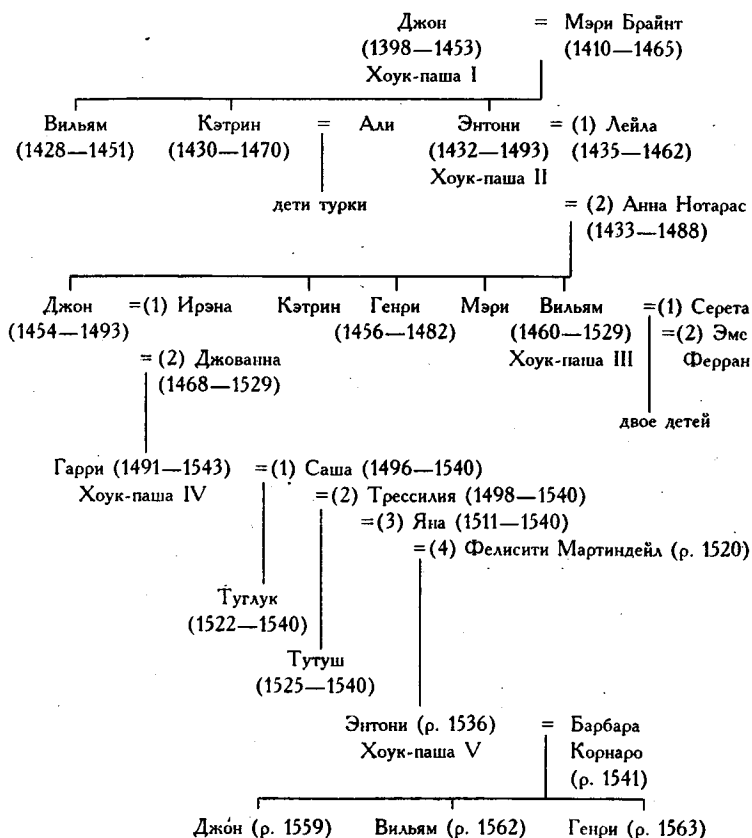 Джон = Мэри Брайнт
(1398—1453) (1410—1465)
Хоук-паша I
Вильям Кэтрин = Али Энтони = (1) Лейла
(1428—1451) (1430—1470) (1432—1493) (1435—1462)
Хоук-паша II
дети турки
= (2) Анна Нотарас
(1433—1488)
Джон =(1) Ирэна Кэтрин Генри Мэри Вильям =(1) Серета
(1454—1493) (1456—1482) (1460—1529) =(2) Эмс
Хоук-паша III Ферран
= (2) Джованна
(1468—1529)
двое детей
Гарри (1491—1543) =(1) Саша (1496—1540)
Хоук-паша IV =(2) Трессилия (1498—1540)
=(3) Яна (1511—1540)
=(4) Фелисити Мартиндейл (р. 1520)
Туглук
(1522—1540)
Тутуш
(1525—1540)
Энтони (р. 1536) = Барбара
Хоук-паша V Корнаро
(р. 1541)
Джон (р. 1559) Вильям (р. 1562) Генри (р. 1563)